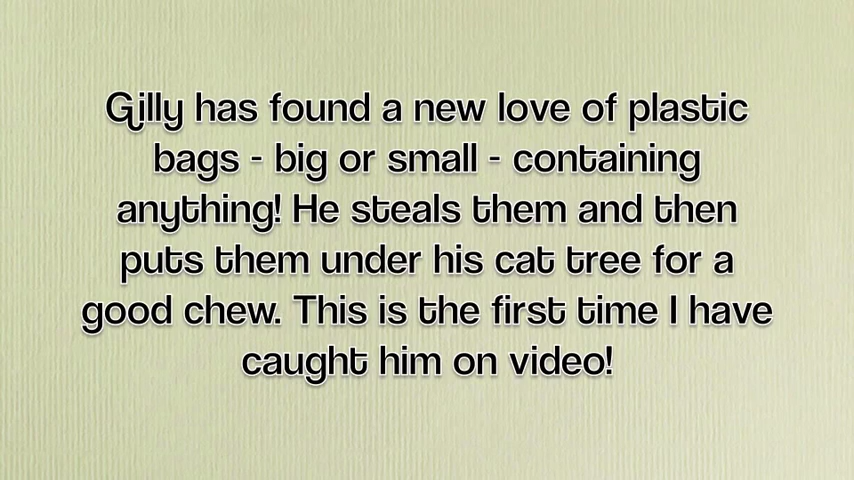 Gilly has found a new love of plastic
bags - big or small - containing
anything! He steals them and then
puts them under his cat tree for a
good chew. This is the first time I have
caught him on video!